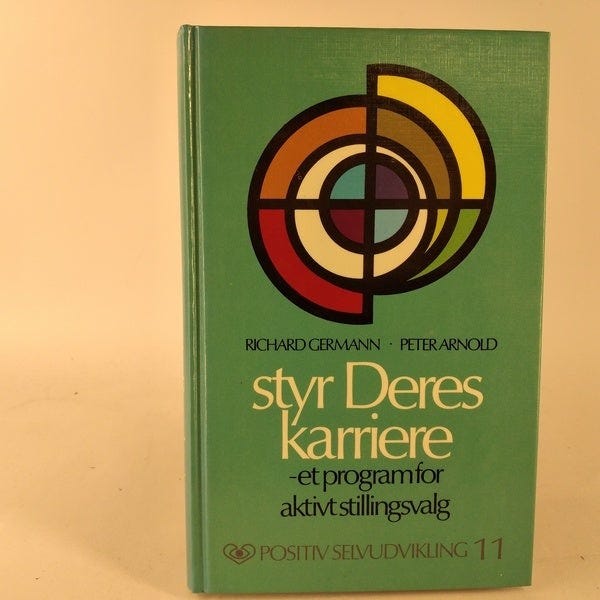 RICHARD GERMANN · PETER ARNOLD
styr Deres
karriere
-et program for
aktivt stillingsvalg
POSITIV SELVUDVIKLING 11